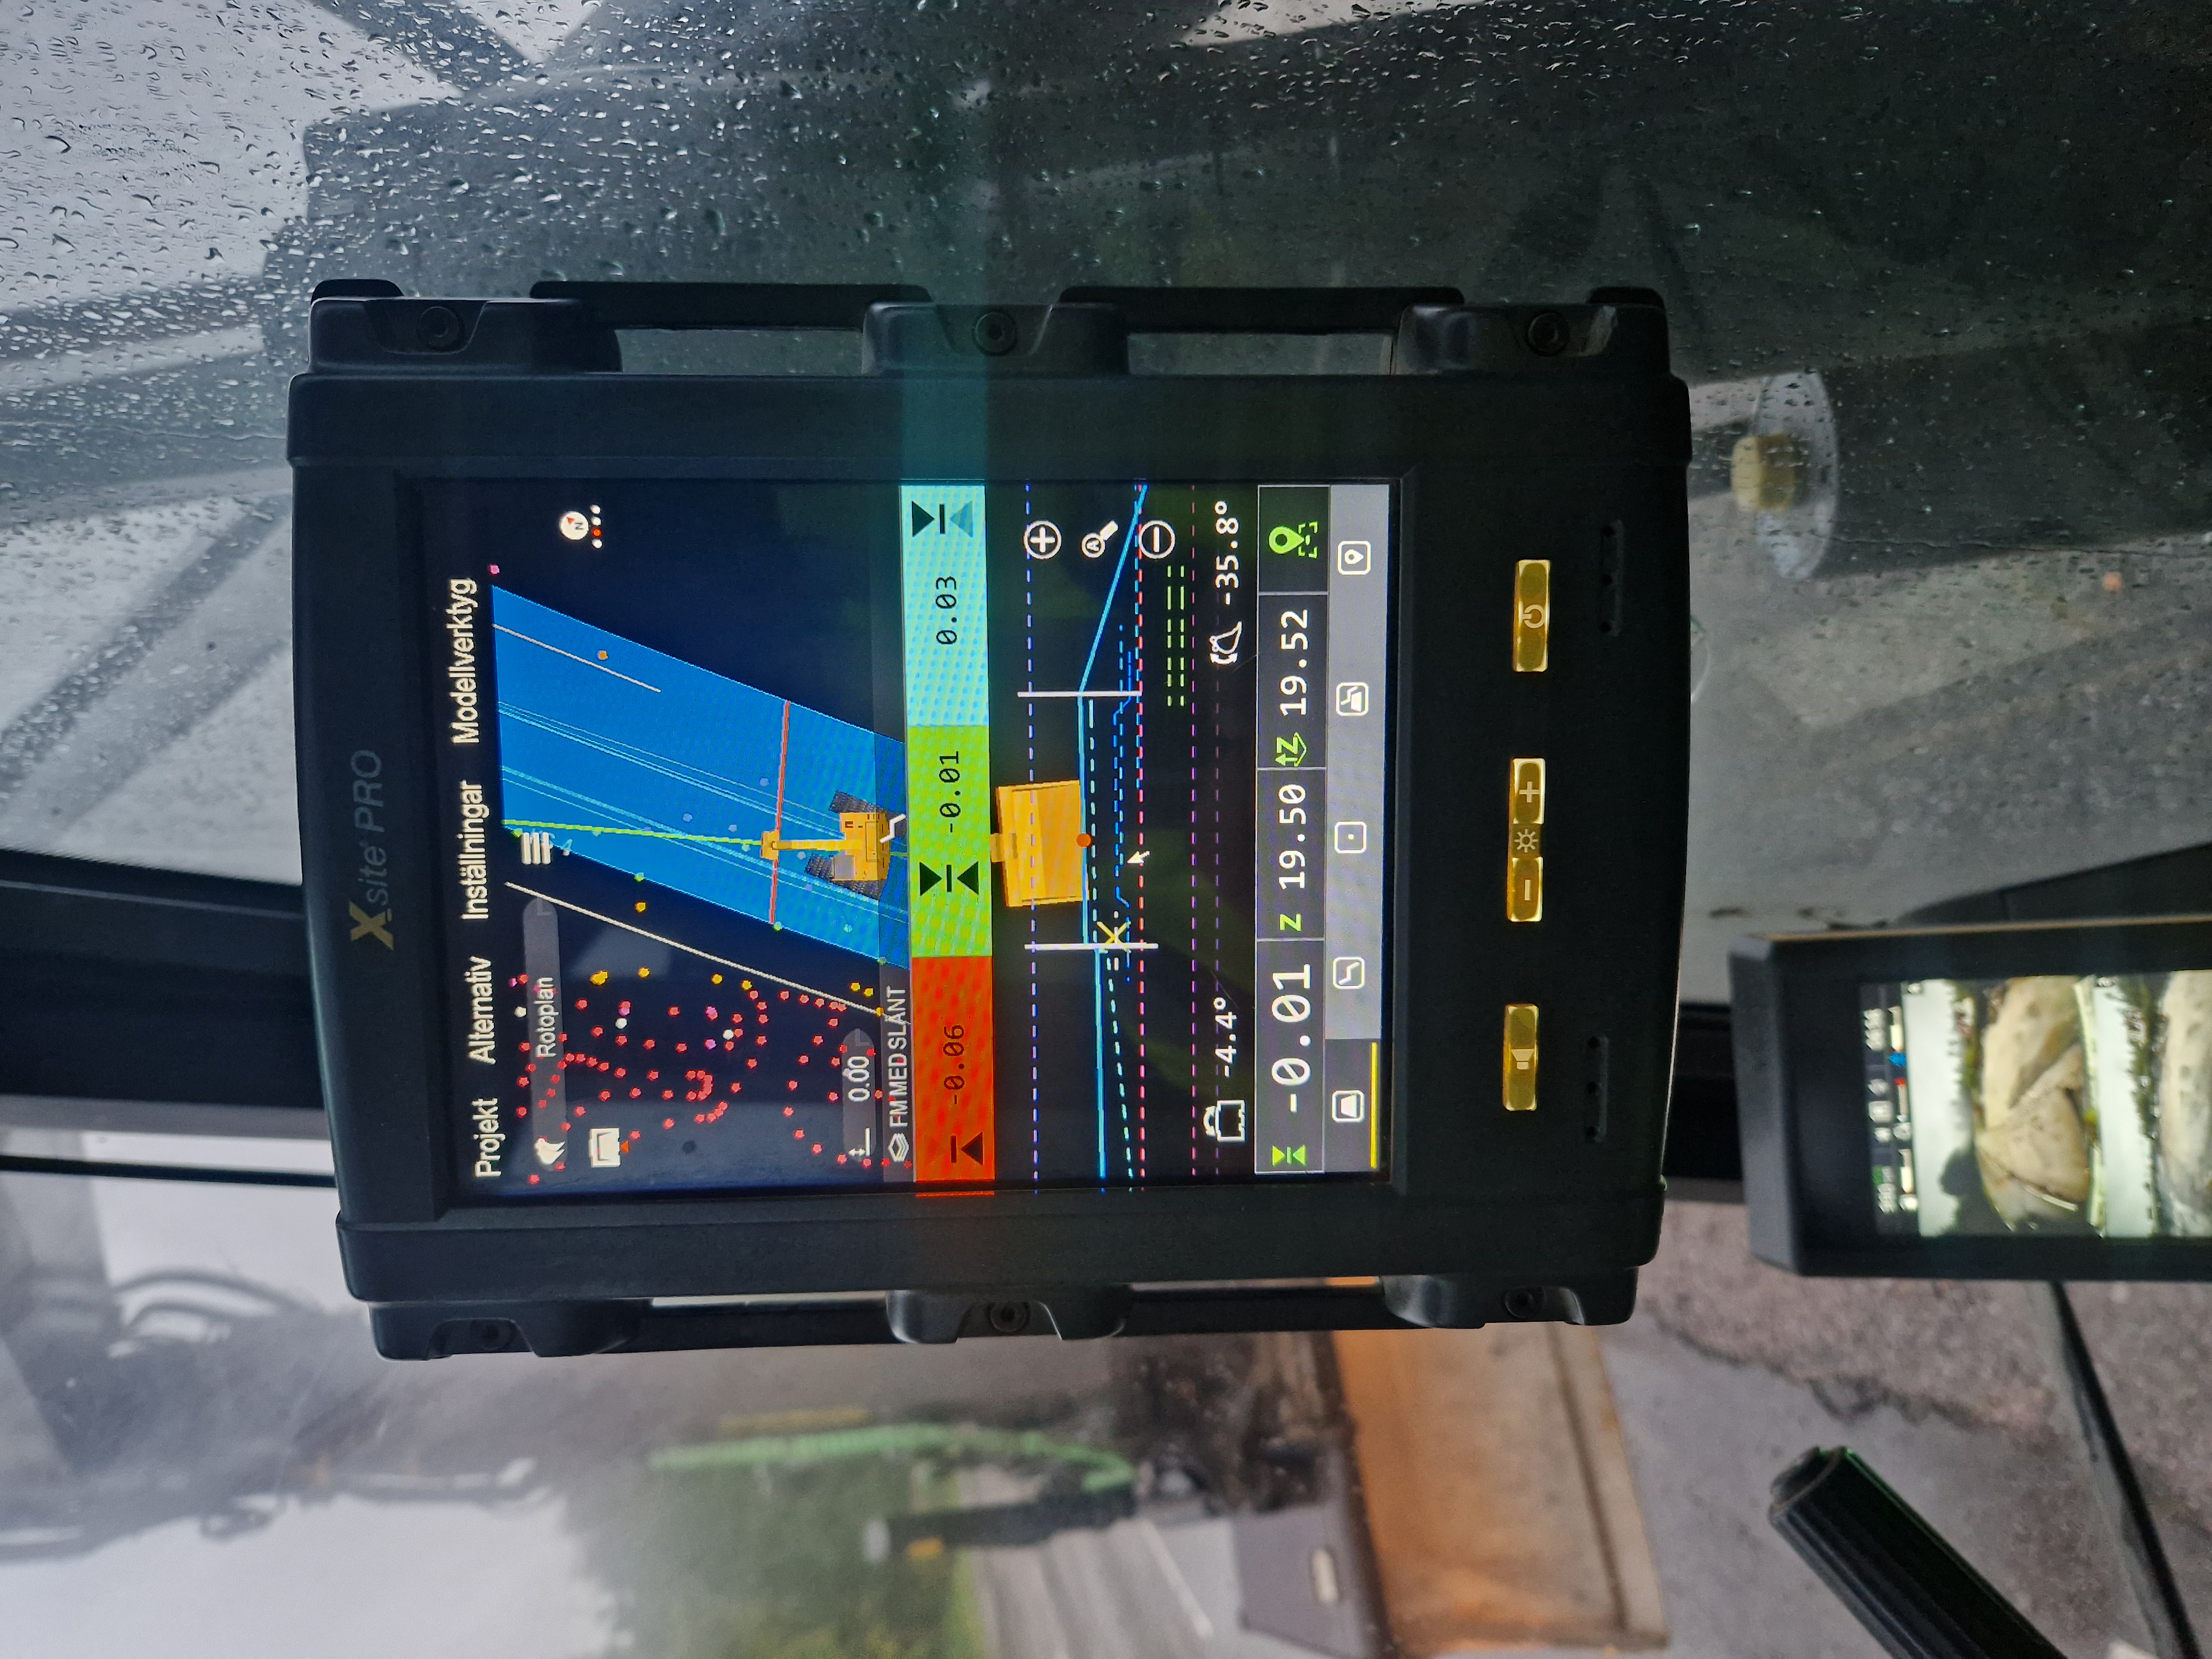 Xsite PRO
Projekt Alternativ Inställningar Modellverktyg
Rotoplan
N
0.00
FM MED SLÄNT
-0.06 -0.01 0.03
A
-4.4° -35.8°
-0.01 Z 19.50 Z 19.52